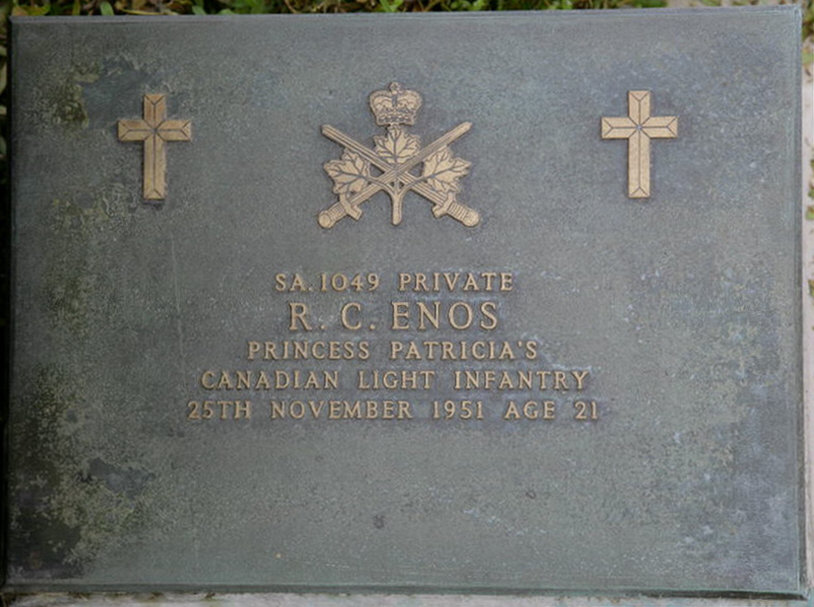 SA.1049 PRIVATE
R. C. ENOS
PRINCESS PATRICIA'S
CANADIAN LIGHT INFANTRY
25TH NOVEMBER 1951 AGE 21